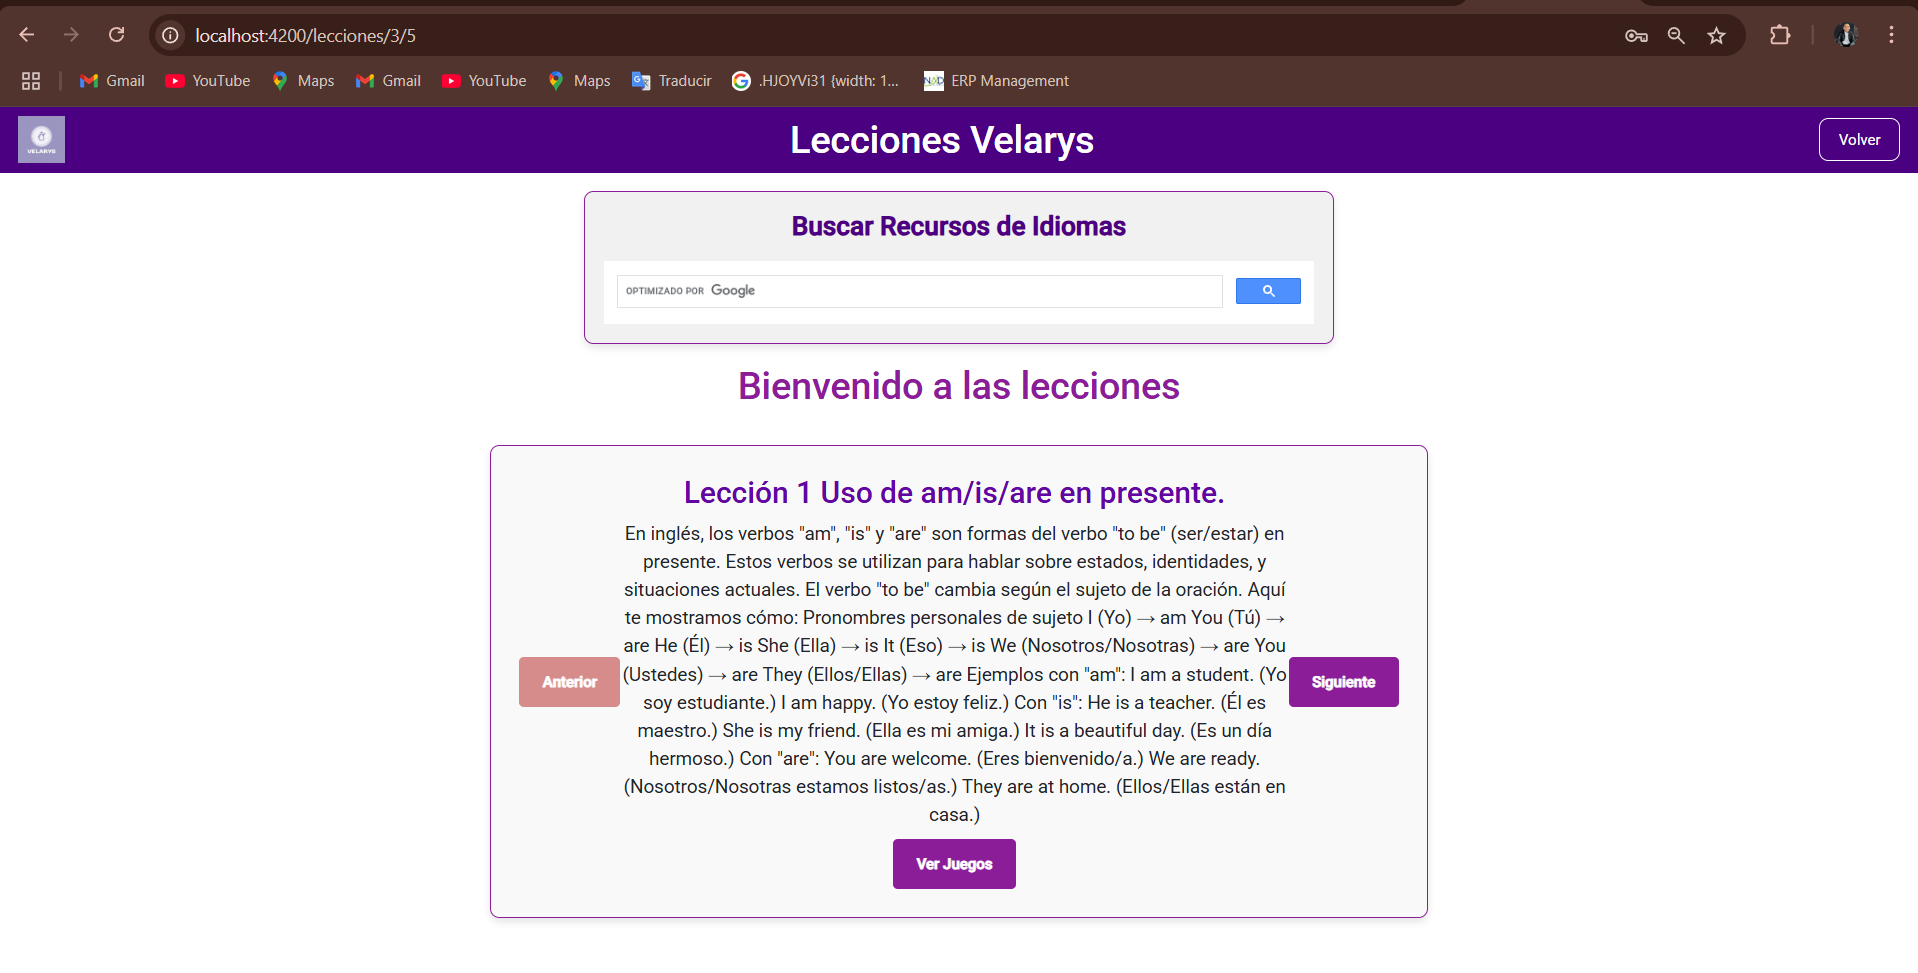 localhost:4200/lecciones/3/5
Gmail YouTube Maps Gmail YouTube Maps Traducir .HJOYVi31 {width: 1... ERP Management
VELARYS
Lecciones Velarys
Volver
Buscar Recursos de Idiomas
OPTIMIZADO POR Google
Bienvenido a las lecciones
Lección 1 Uso de am/is/are en presente.
En inglés, los verbos "am", "is" y "are" son formas del verbo "to be" (ser/estar) en
presente. Estos verbos se utilizan para hablar sobre estados, identidades, y
situaciones actuales. El verbo "to be" cambia según el sujeto de la oración. Aquí
te mostramos cómo: Pronombres personales de sujeto I (Yo) → am You (Tú) →
are He (Él) → is She (Ella) → is It (Eso) → is We (Nosotros/Nosotras) → are You
(Ustedes) → are They (Ellos/Ellas) → are Ejemplos con "am": I am a student. (Yo
soy estudiante.) I am happy. (Yo estoy feliz.) Con "is": He is a teacher. (Él es
maestro.) She is my friend. (Ella es mi amiga.) It is a beautiful day. (Es un día
hermoso.) Con "are": You are welcome. (Eres bienvenido/a.) We are ready.
(Nosotros/Nosotras estamos listos/as.) They are at home. (Ellos/Ellas están en
casa.)
Anterior
Siguiente
Ver Juegos